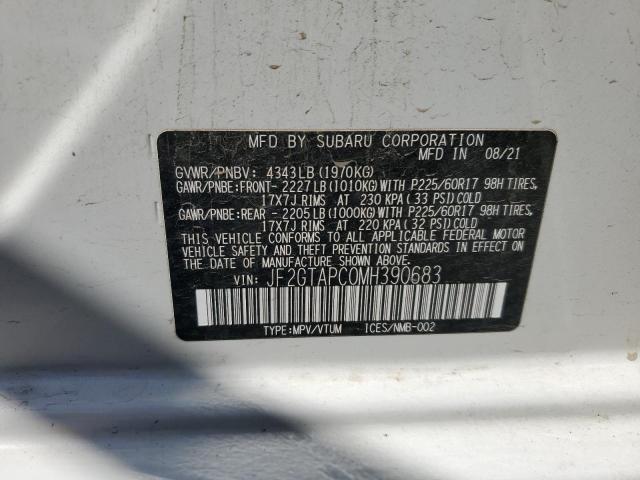 MFD BY SUBARU CORPORATION
MFD IN 08/21
GVWR/PNBV: 4343LB (1970KG)
GAWR/PNBE:FRONT- 2227LB (1010KG) WITH P225/60R17 98H TIRES,
17X7J RIMS AT 230 KPA ( 33 PSI) COLD
GAWR/PNBE:REAR - 2205LB (1000KG) WITH P225/60R17 98H TIRES,
17X7J RIMS AT 220 KPA ( 32 PSI) COLD
THIS VEHICLE CONFORMS TO ALL APPLICABLE FEDERAL MOTOR
VEHICLE SAFETY AND THEFT PREVENTION STANDARDS IN EFFECT ON
THE DATE OF MANUFACTURE SHOWN ABOVE.
VIN: JF2GTAPC0MH390683
TYPE:MPV/VTUM ICES/NMB-002